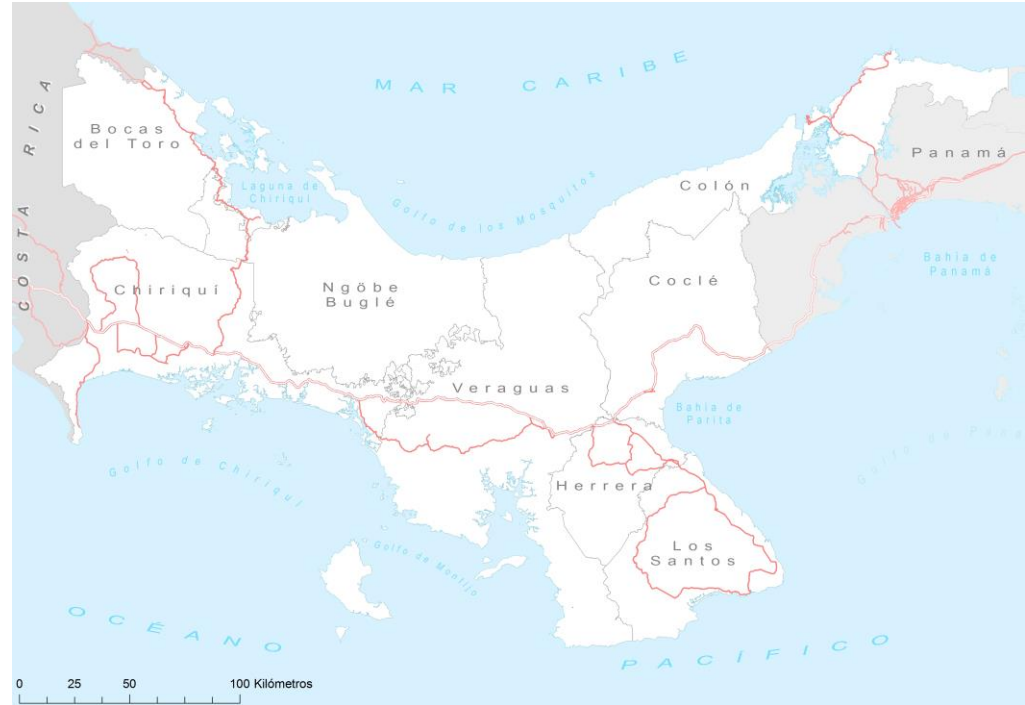 MAR CARIBE
COSTA RICA
Bocas
del Toro
Panamá
Laguna de
Chiriquí
Colón
Golfo de los Mosquitos
Bahía de
Panamá
Chiriquí
Ngöbe
Buglé
Coclé
Veraguas
Bahía de
Parita
Golfo de Chiriquí
Herrera
Golfo de Montijo
Los
Santos
OCÉANO
PACÍFICO
0 25 50 100 Kilómetros